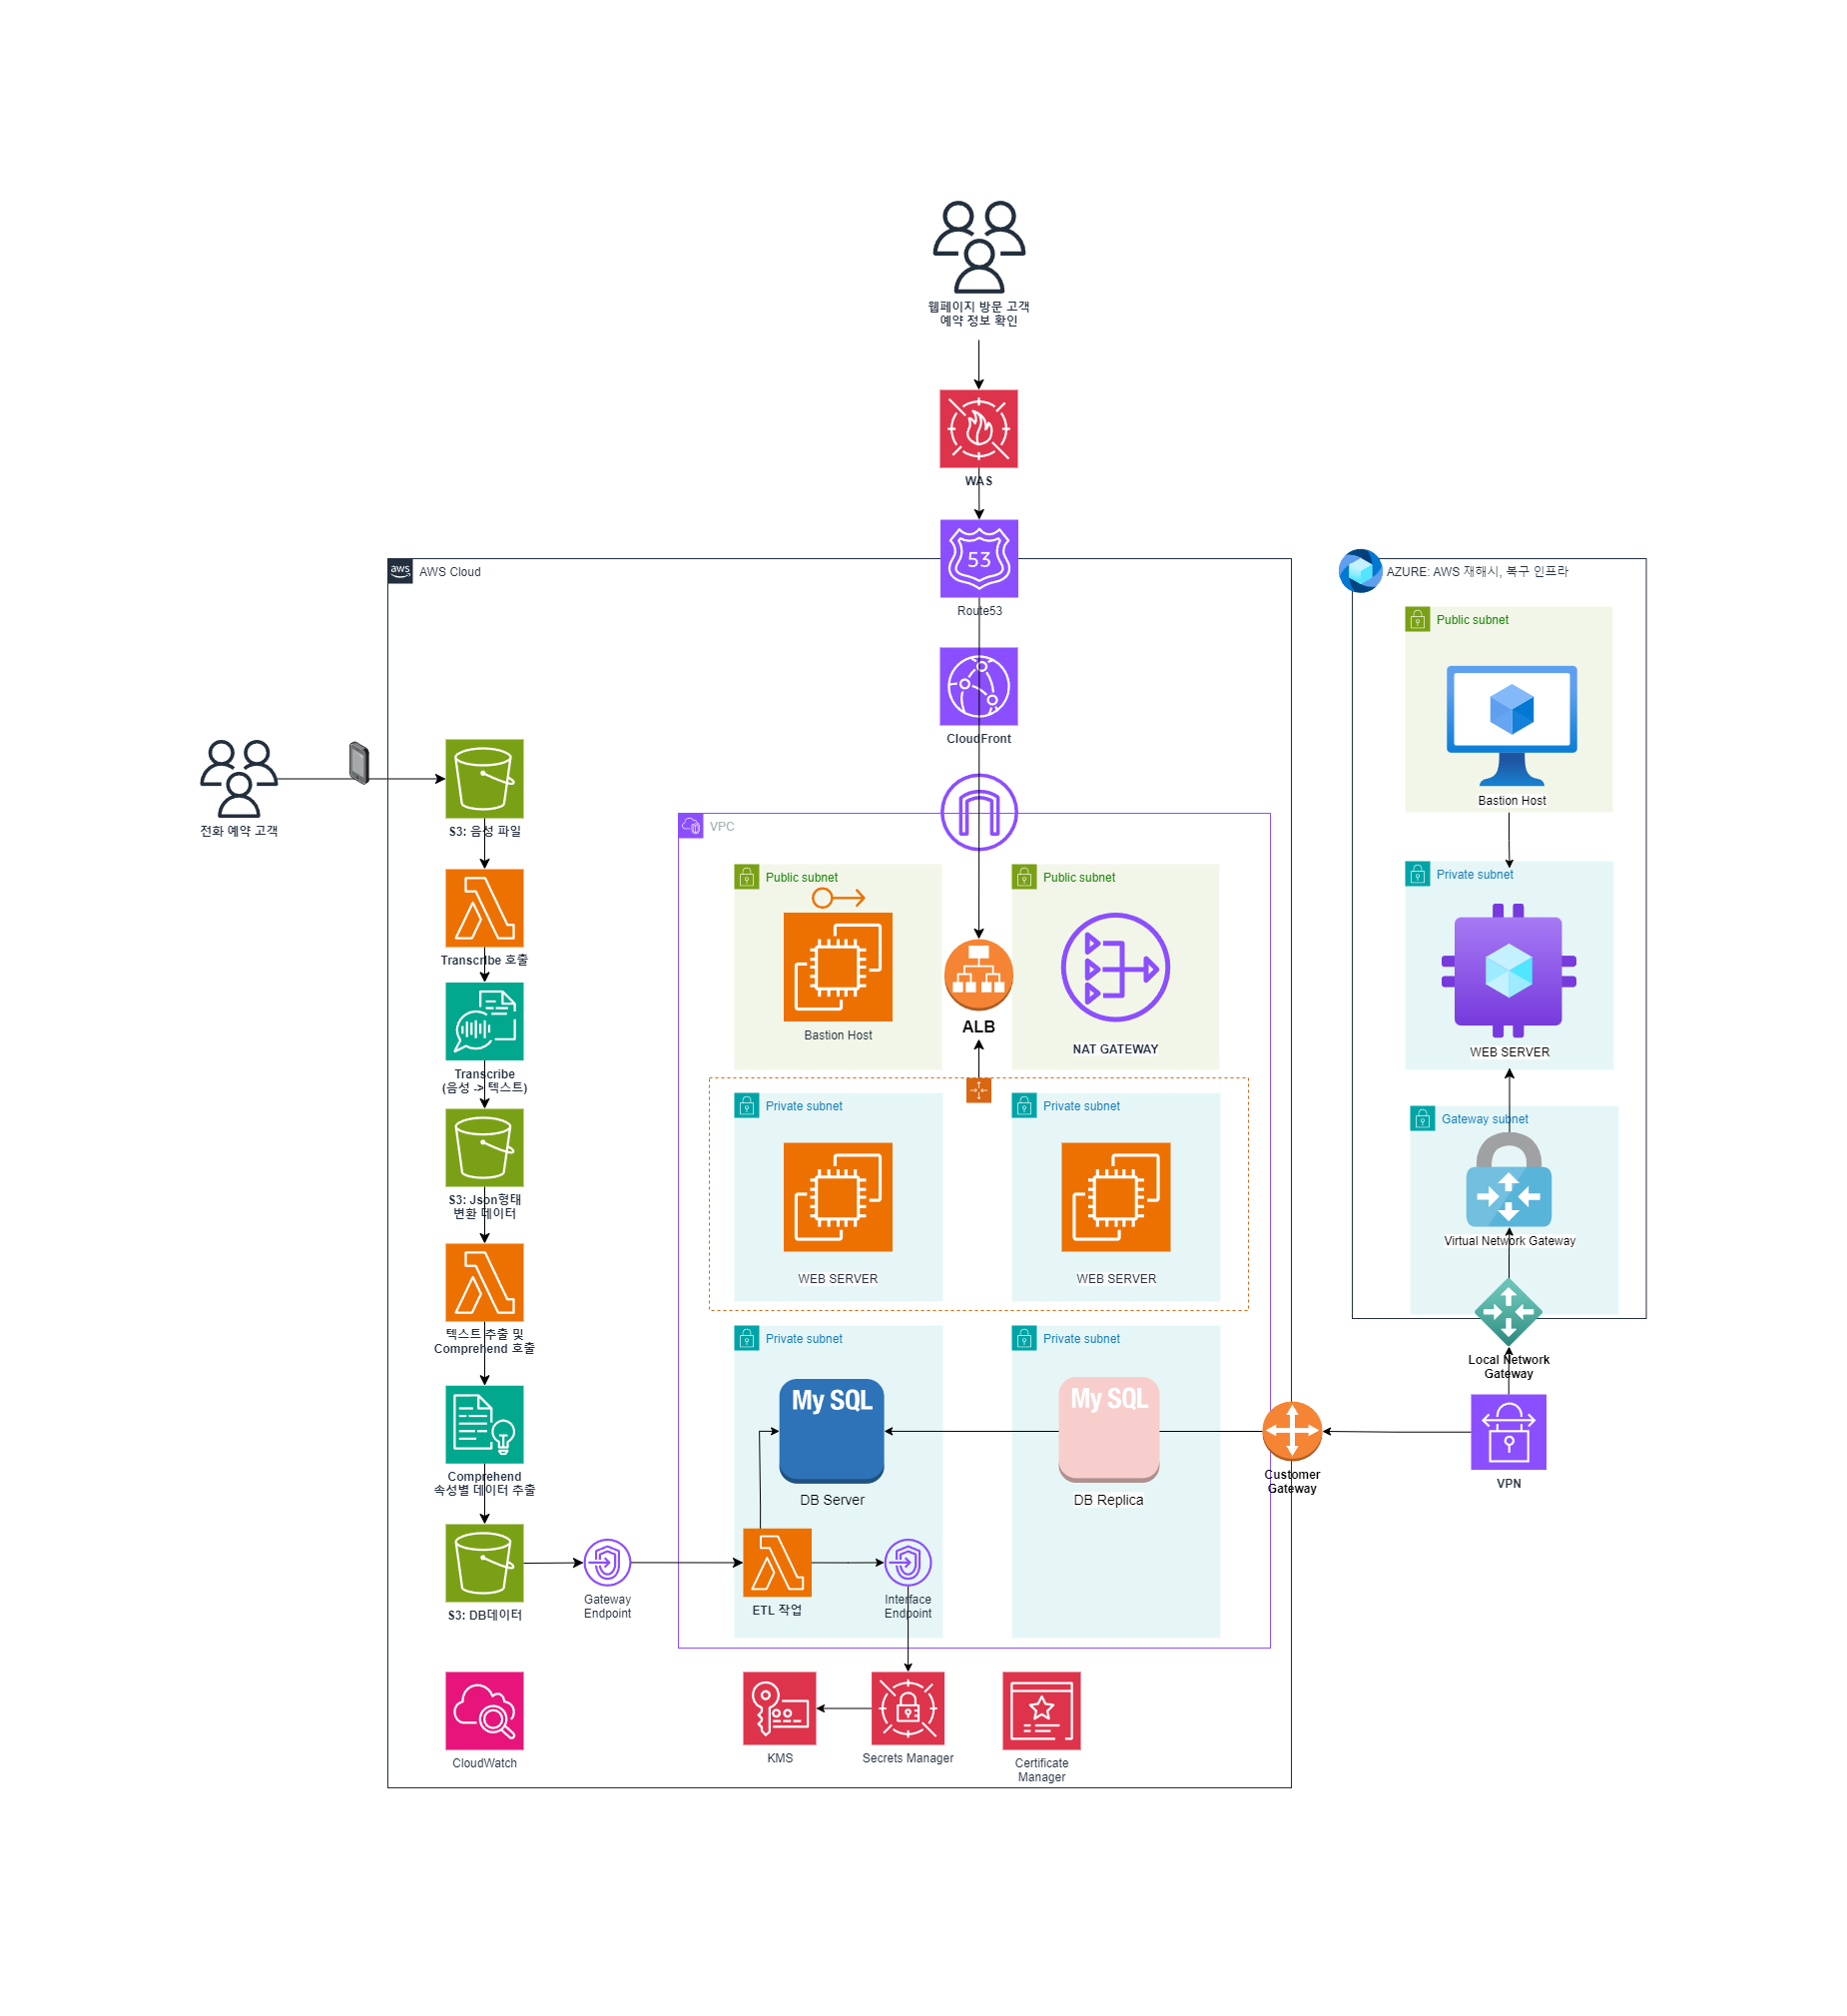 웹페이지 방문 고객
예약 정보 확인
WAS
53
Route53
aws
AWS Cloud
AZURE: AWS 재해시, 복구 인프라
Public subnet
Bastion Host
CloudFront
전화 예약 고객
S3: 음성 파일
VPC
Public subnet
Public subnet
Private subnet
Transcribe 호출
Bastion Host
ALB
NAT GATEWAY
WEB SERVER
Transcribe
(음성 -> 텍스트)
Private subnet
Private subnet
Gateway subnet
S3: Json형태
변환 데이터
WEB SERVER
WEB SERVER
Virtual Network Gateway
텍스트 추출 및
Comprehend 호출
Private subnet
Private subnet
Local Network
Gateway
My SQL
My SQL
Comprehend
속성별 데이터 추출
DB Server
DB Replica
Customer
Gateway
VPN
S3: DB데이터
Gateway
Endpoint
ETL 작업
Interface
Endpoint
CloudWatch
KMS
Secrets Manager
Certificate
Manager